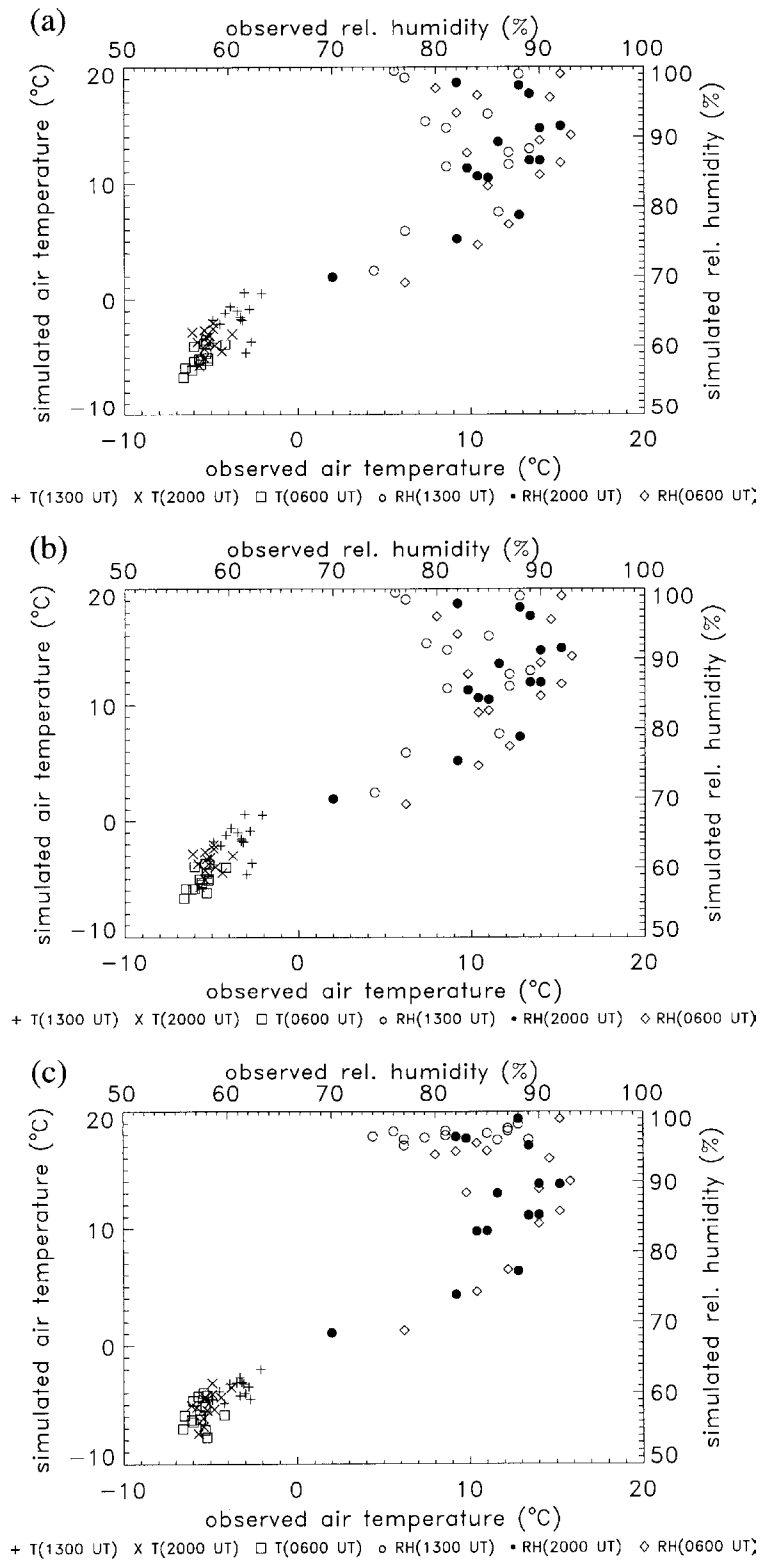 (a)
observed rel. humidity (%)
50 60 70 80 90 100
20 10 0 −10
simulated air temperature (°C)
100 90 80 70 60 50
simulated rel. humidity (%)
−10 0 10 20
observed air temperature (°C)
+ T(1300 UT) X T(2000 UT) □ T(0600 UT) ○ RH(1300 UT) • RH(2000 UT) ◇ RH(0600 UT)
(b)
observed rel. humidity (%)
50 60 70 80 90 100
20 10 0 −10
simulated air temperature (°C)
100 90 80 70 60 50
simulated rel. humidity (%)
−10 0 10 20
observed air temperature (°C)
+ T(1300 UT) X T(2000 UT) □ T(0600 UT) ○ RH(1300 UT) • RH(2000 UT) ◇ RH(0600 UT)
(c)
observed rel. humidity (%)
50 60 70 80 90 100
20 10 0 −10
simulated air temperature (°C)
100 90 80 70 60 50
simulated rel. humidity (%)
−10 0 10 20
observed air temperature (°C)
+ T(1300 UT) X T(2000 UT) □ T(0600 UT) ○ RH(1300 UT) • RH(2000 UT) ◇ RH(0600 UT)